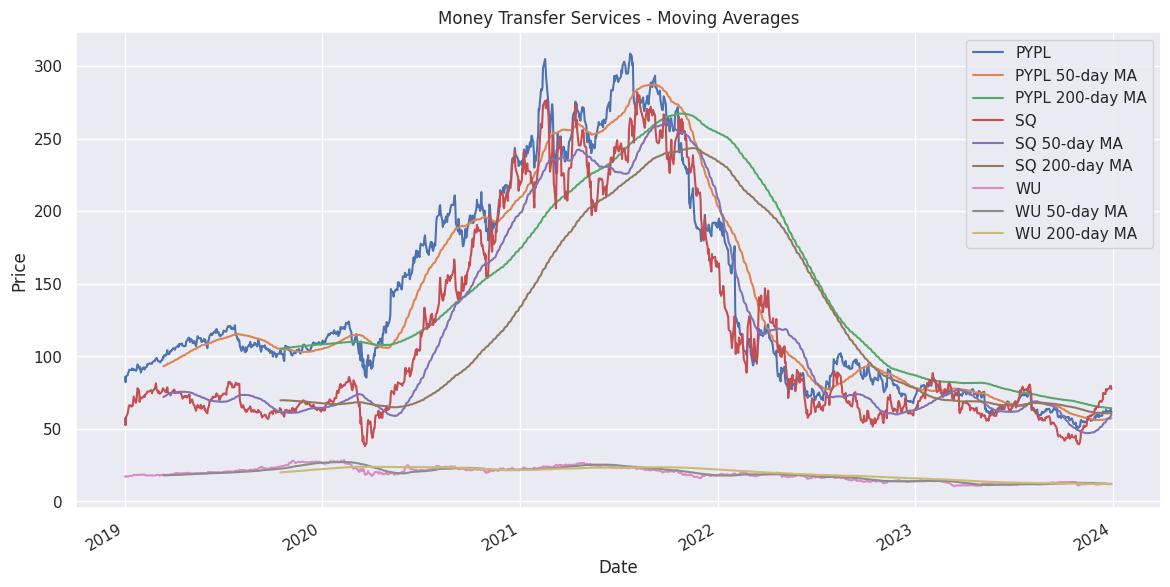 Money Transfer Services - Moving Averages
PYPL
PYPL 50-day MA
PYPL 200-day MA
SQ
SQ 50-day MA
SQ 200-day MA
WU
WU 50-day MA
WU 200-day MA
Price
300
250
200
150
100
50
0
2019
2020
2021
2022
2023
2024
Date